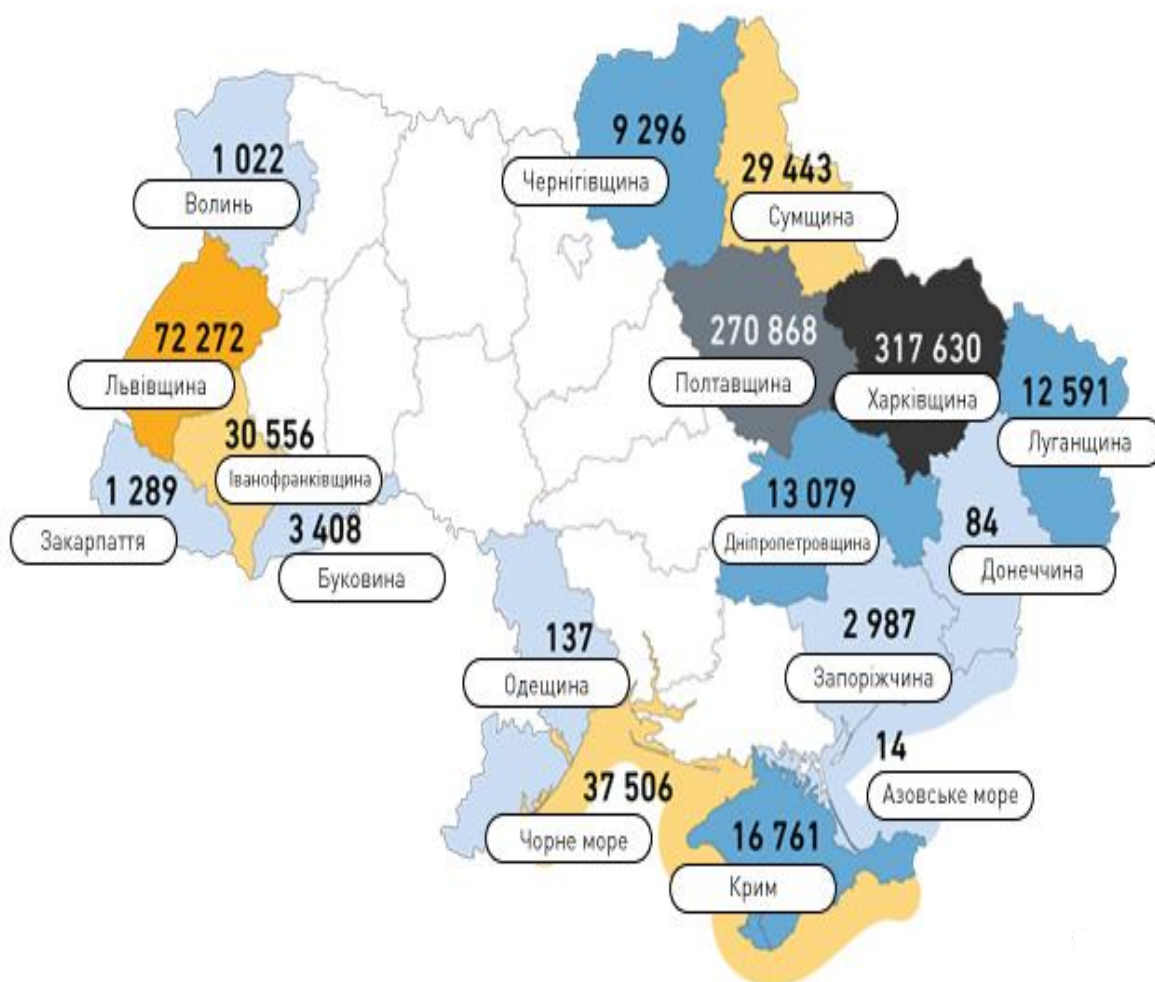 9 296
Чернігівщина
1 022
Волинь
29 443
Сумщина
72 272
Львівщина
270 868
Полтавщина
317 630
Харківщина
12 591
Луганщина
30 556
Іванофранківщина
1 289
Закарпаття
3 408
Буковина
13 079
Дніпропетровщина
84
Донеччина
137
Одещина
2 987
Запоріжчина
14
Азовське море
37 506
Чорне море
16 761
Крим